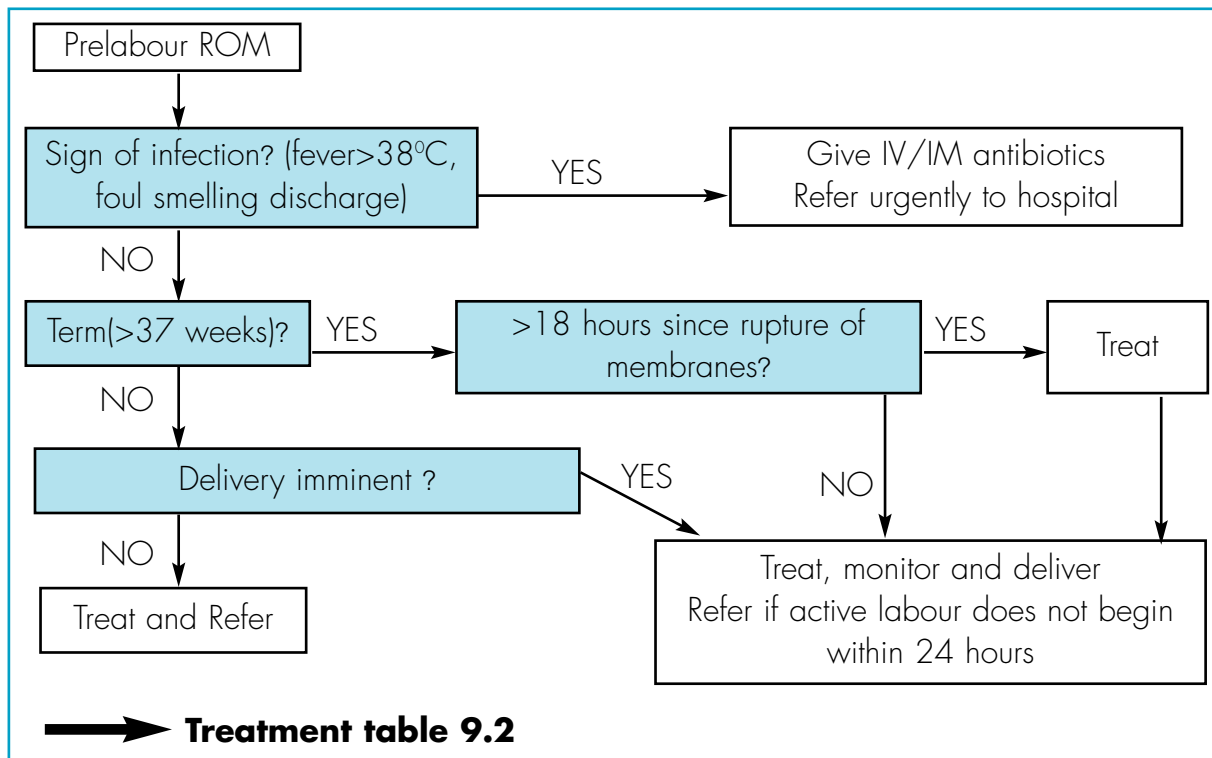 Prelabour ROM
Sign of infection? (fever>38⁰C,
foul smelling discharge)
YES
Give IV/IM antibiotics
Refer urgently to hospital
NO
Term(>37 weeks)?
YES
>18 hours since rupture of
membranes?
YES
Treat
NO
Delivery imminent ?
YES
NO
NO
Treat and Refer
Treat, monitor and deliver
Refer if active labour does not begin
within 24 hours
Treatment table 9.2